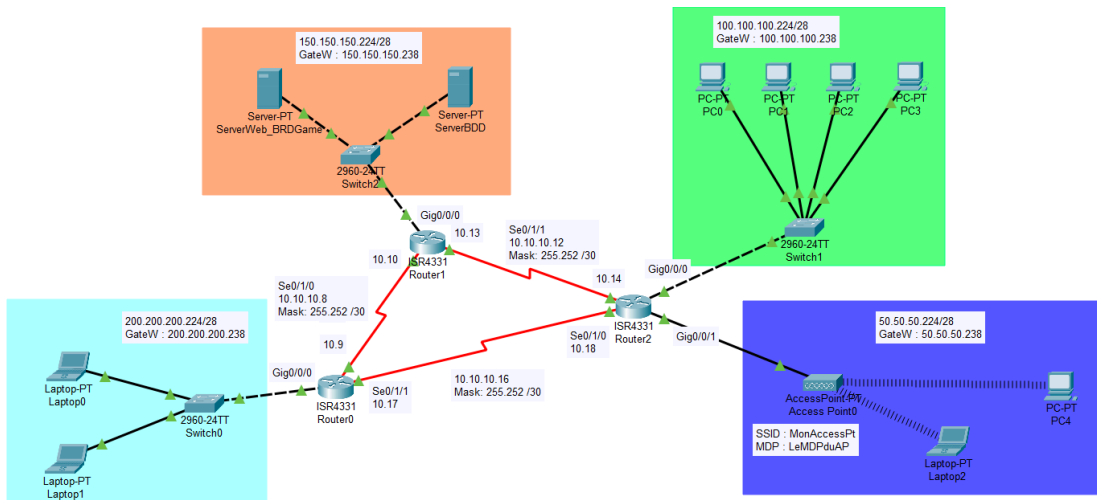 150.150.150.224/28
GateW : 150.150.150.238
Server-PT
ServerWeb_BRDGame
Server-PT
ServerBDD
2960-24TT
Switch2
100.100.100.224/28
GateW : 100.100.100.238
PC-PT
PC0
PC-PT
PC1
PC-PT
PC2
PC-PT
PC3
2960-24TT
Switch1
Gig0/0/0
10.13
10.10
ISR4331
Router1
Se0/1/1
10.10.10.12
Mask: 255.252 /30
10.14
Gig0/0/0
Se0/1/0
10.10.10.8
Mask: 255.252 /30
ISR4331
Router2
Se0/1/0
10.18
Gig0/0/1
200.200.200.224/28
GateW : 200.200.200.238
Laptop-PT
Laptop0
2960-24TT
Switch0
Laptop-PT
Laptop1
10.9
Gig0/0/0
ISR4331
Router0
Se0/1/1
10.17
10.10.10.16
Mask: 255.252 /30
50.50.50.224/28
GateW : 50.50.50.238
AccessPoint-PT
Access Point0
PC-PT
PC4
SSID : MonAccessPt
MDP : LeMDPduAP
Laptop-PT
Laptop2